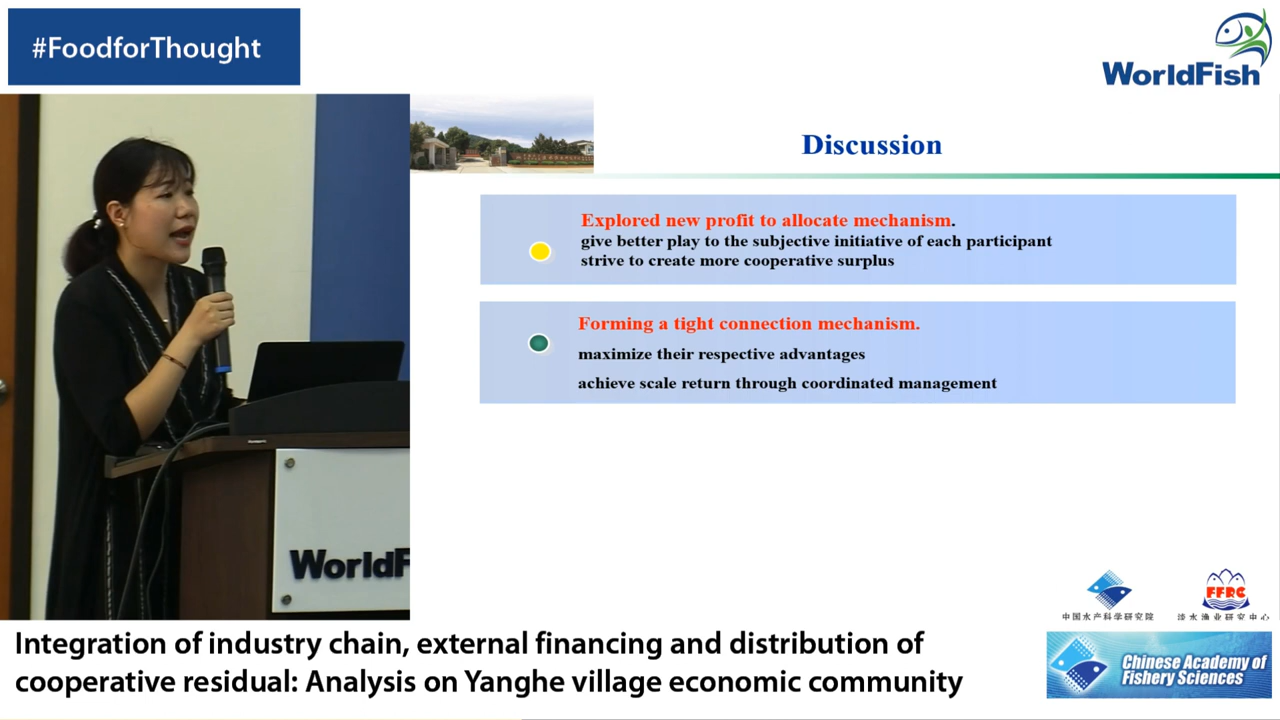 #FoodforThought
WorldFish
Discussion
Explored new profit to allocate mechanism.
give better play to the subjective initiative of each participant
strive to create more cooperative surplus
Forming a tight connection mechanism.
maximize their respective advantages
achieve scale return through coordinated management
WorldF
FFRC
中国水产科学研究院
淡水渔业研究中心
Integration of industry chain, external financing and distribution of
cooperative residual: Analysis on Yanghe village economic community
Chinese Academy of
Fishery Sciences